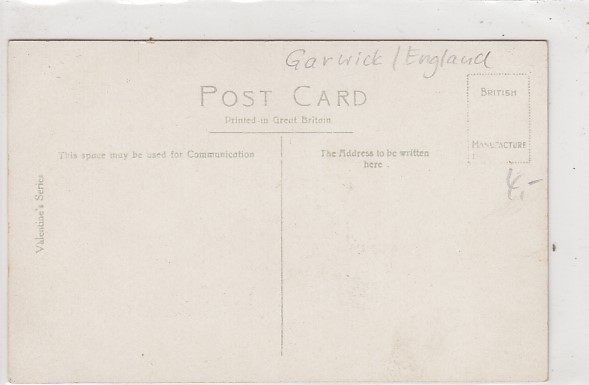 Garwick / England
POST CARD
Printed in Great Britain.
BRITISH
MANUFACTURE
This space may be used for Communication
The Address to be written
here.
4,-
Valentine's Series